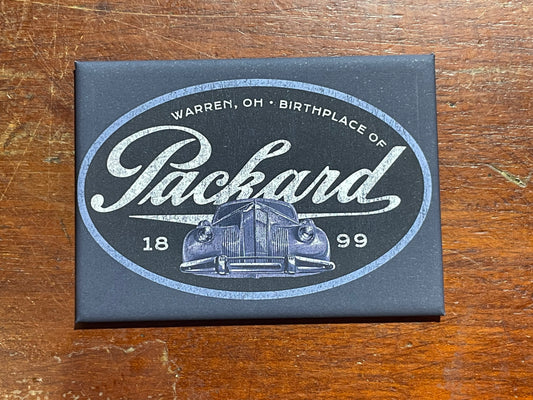 WARREN, OH • BIRTHPLACE OF
Packard
18 99